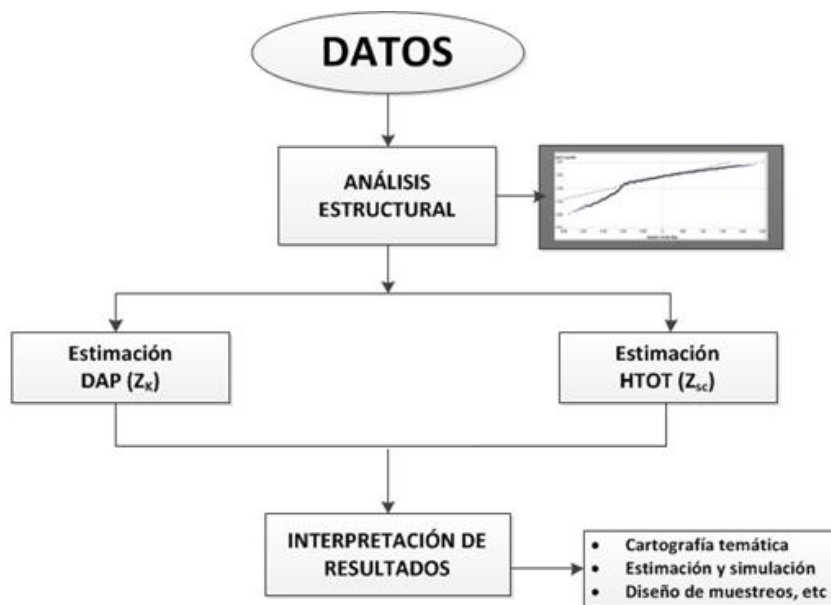 DATOS
ANÁLISIS
ESTRUCTURAL
Estimación
DAP (ZK)
Estimación
HTOT (Zsc)
INTERPRETACIÓN DE
RESULTADOS
• Cartografía temática
• Estimación y simulación
• Diseño de muestreos, etc